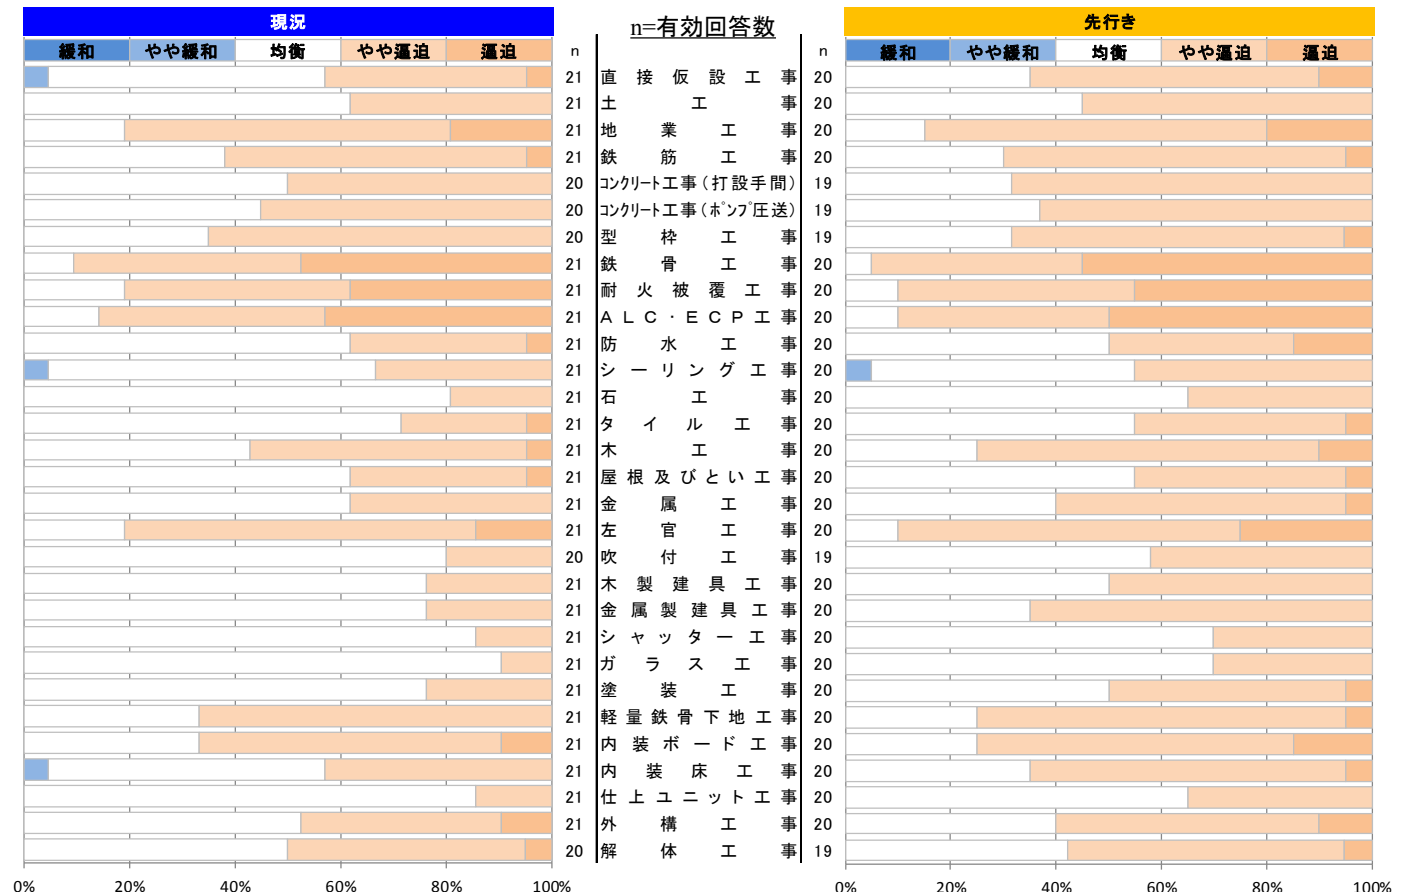 現況 n=有効回答数 先行き
緩和 やや緩和 均衡 やや逼迫 逼迫 n n 緩和 やや緩和 均衡 やや逼迫 逼迫
21 直接仮設工事 20
21 土工事 20
21 地業工事 20
21 鉄筋工事 20
20 コンクリート工事(打設手間) 19
20 コンクリート工事(ポンプ圧送) 19
20 型枠工事 19
21 鉄骨工事 20
21 耐火被覆工事 20
21 ALC・ECP工事 20
21 防水工事 20
21 シーリング工事 20
21 石工事 20
21 タイル工事 20
21 木工事 20
21 屋根及びとい工事 20
21 金属工事 20
21 左官工事 20
20 吹付工事 19
21 木製建具工事 20
21 金属製建具工事 20
21 シャッター工事 20
21 ガラス工事 20
21 塗装工事 20
21 軽量鉄骨下地工事 20
21 内装ボード工事 20
21 内装床工事 20
21 仕上ユニット工事 20
21 外構工事 20
20 解体工事 19
0% 20% 40% 60% 80% 100% 0% 20% 40% 60% 80% 100%